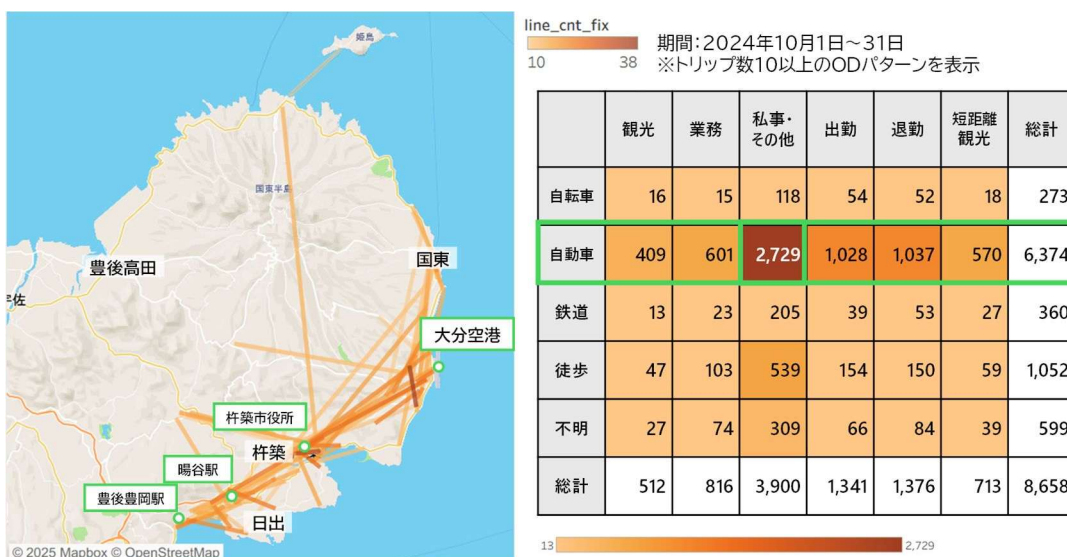 姫島
国東半島
豊後高田
国東
宇佐
大分空港
杵築市役所
杵築
暘谷駅
豊後豊岡駅
日出
© 2025 Mapbox © OpenStreetMap
line_cnt_fix
10 38
期間:2024年10月1日~31日
※トリップ数10以上のODパターンを表示
観光 業務 私事・その他 出勤 退勤 短距離観光 総計
自転車 16 15 118 54 52 18 273
自動車 409 601 2,729 1,028 1,037 570 6,374
鉄道 13 23 205 39 53 27 360
徒歩 47 103 539 154 150 59 1,052
不明 27 74 309 66 84 39 599
総計 512 816 3,900 1,341 1,376 713 8,658
13 2,729